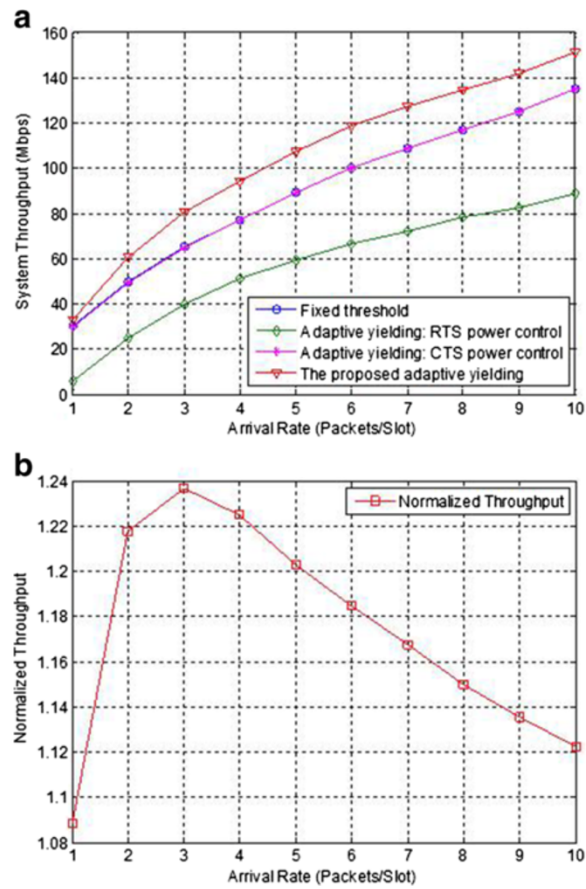 a
160
140
120
100
80
60
40
20
0
System Throughput (Mbps)
Fixed threshold
Adaptive yielding: RTS power control
Adaptive yielding: CTS power control
The proposed adaptive yielding
1 2 3 4 5 6 7 8 9 10
Arrival Rate (Packets/Slot)
b
1.24
1.22
1.2
1.18
1.16
1.14
1.12
1.1
1.08
Normalized Throughput
Normalized Throughput
1 2 3 4 5 6 7 8 9 10
Arrival Rate (Packets/Slot)